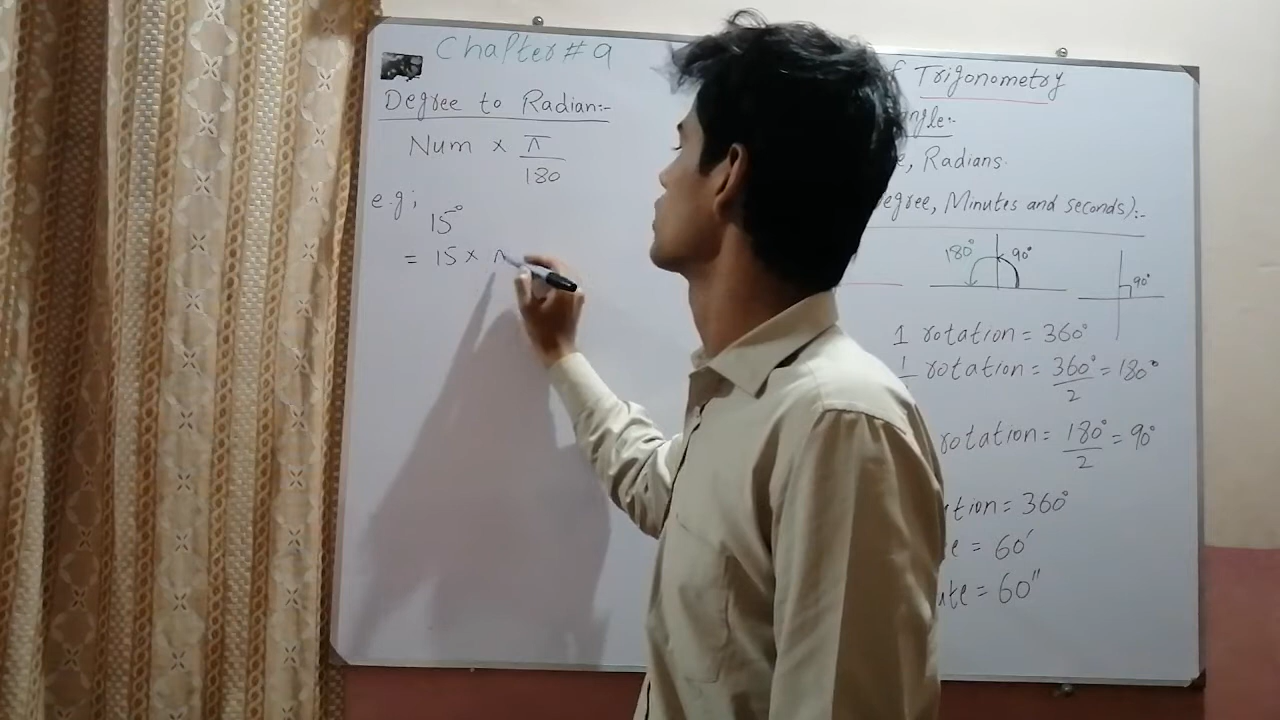 Chapter # 9
Degree to Radian:-
Num × π/180
e.g;
15°
= 15 ×
f Trigonometry
ngle:-
e, Radians.
egree, Minutes and seconds):-
180° 90° 90°
1 rotation = 360°
1 rotation = 360°/2 = 180°
rotation = 180°/2 = 90°
tion = 360°
e = 60′
ute = 60″